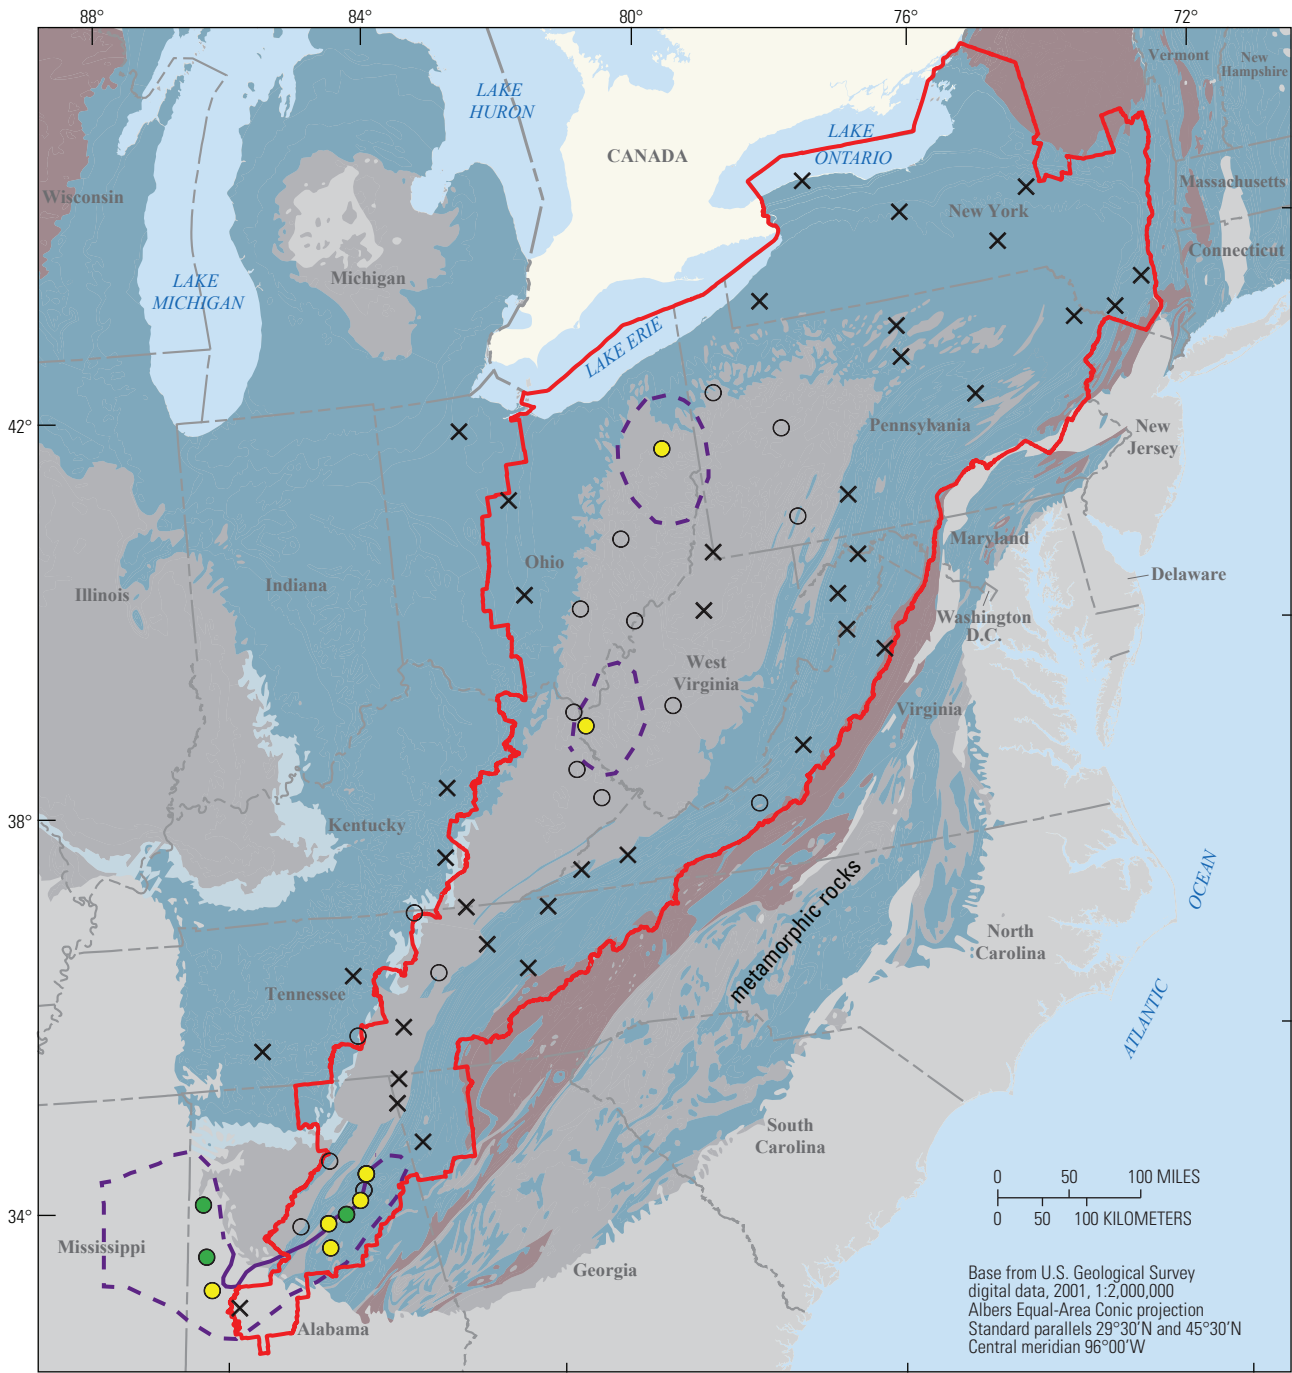 88°
84°
80°
76°
72°
Vermont
New
Hampshire
LAKE
HURON
LAKE
ONTARIO
CANADA
Wisconsin
Massachusetts
New York
Connecticut
Michigan
LAKE
MICHIGAN
LAKE ERIE
42°
Pennsylvania
New
Jersey
Maryland
Ohio
Delaware
Indiana
Illinois
Washington
D.C.
West
Virginia
Virginia
38°
Kentucky
metamorphic rocks
ATLANTIC
OCEAN
North
Carolina
Tennessee
South
Carolina
0 50 100 MILES
0 50 100 KILOMETERS
34°
Mississippi
Georgia
Alabama
Base from U.S. Geological Survey
digital data, 2001, 1:2,000,000
Albers Equal-Area Conic projection
Standard parallels 29°30'N and 45°30'N
Central meridian 96°00'W